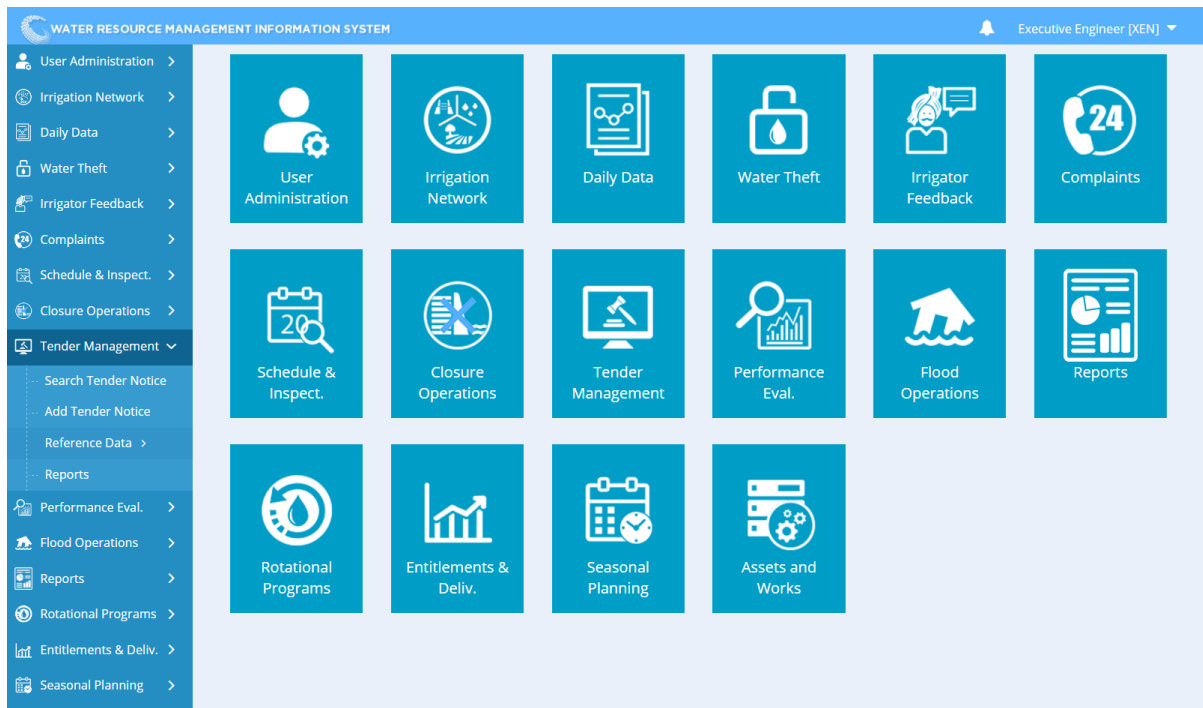 WATER RESOURCE MANAGEMENT INFORMATION SYSTEM
Executive Engineer [XEN]
User Administration
Irrigation Network
Daily Data
Water Theft
Irrigator Feedback
Complaints
Schedule & Inspect.
Closure Operations
Tender Management
Search Tender Notice
Add Tender Notice
Reference Data
Reports
Performance Eval.
Flood Operations
Reports
Rotational Programs
Entitlements & Deliv.
Seasonal Planning
User
Administration
Irrigation
Network
Daily Data
Water Theft
Irrigator
Feedback
24
Complaints
20
Schedule &
Inspect.
Closure
Operations
Tender
Management
Performance
Eval.
Flood
Operations
Reports
Rotational
Programs
Entitlements &
Deliv.
Seasonal
Planning
Assets and
Works